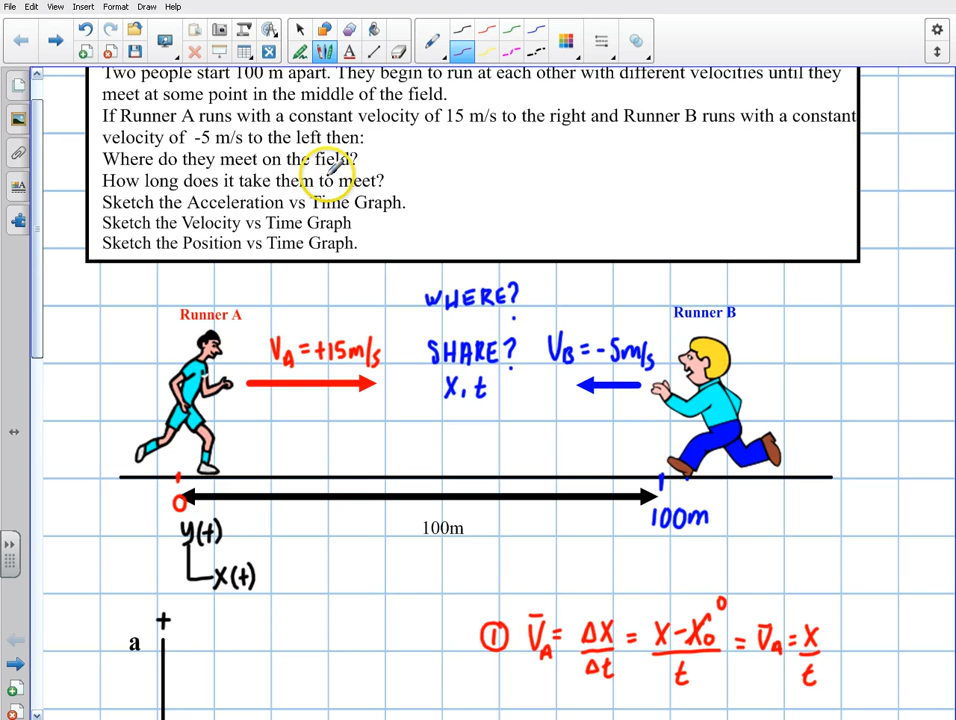 File Edit View Insert Format Draw Help
Two people start 100 m apart. They begin to run at each other with different velocities until they
meet at some point in the middle of the field.
If Runner A runs with a constant velocity of 15 m/s to the right and Runner B runs with a constant
velocity of -5 m/s to the left then:
Where do they meet on the field?
How long does it take them to meet?
Sketch the Acceleration vs Time Graph.
Sketch the Velocity vs Time Graph
Sketch the Position vs Time Graph.
WHERE?
Runner A
Runner B
V_A = +15m/s
SHARE?
V_B = -5m/s
X, t
0
100m
100m
y(t)
x(t)
+
a
① V̄_A = Δx/Δt = (x - x₀)/t = V̄_A = x/t
0